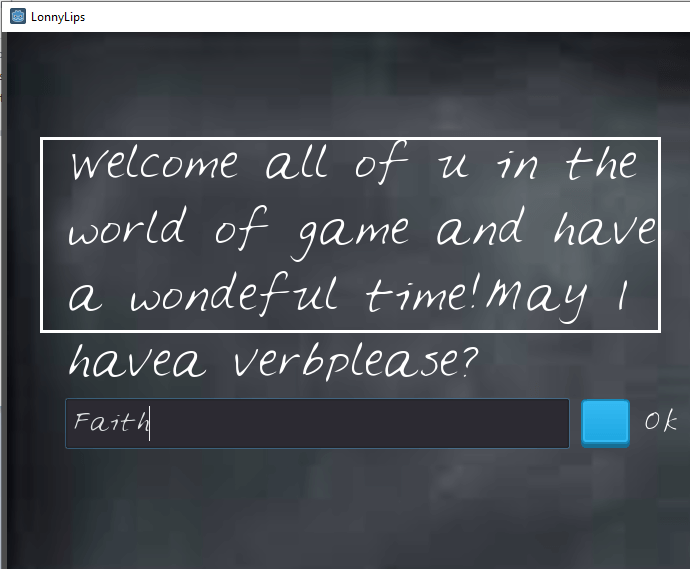 LonnyLips
Welcome all of u in the
world of game and have
a wondeful time!May I
havea verbplease?
Faith
Ok